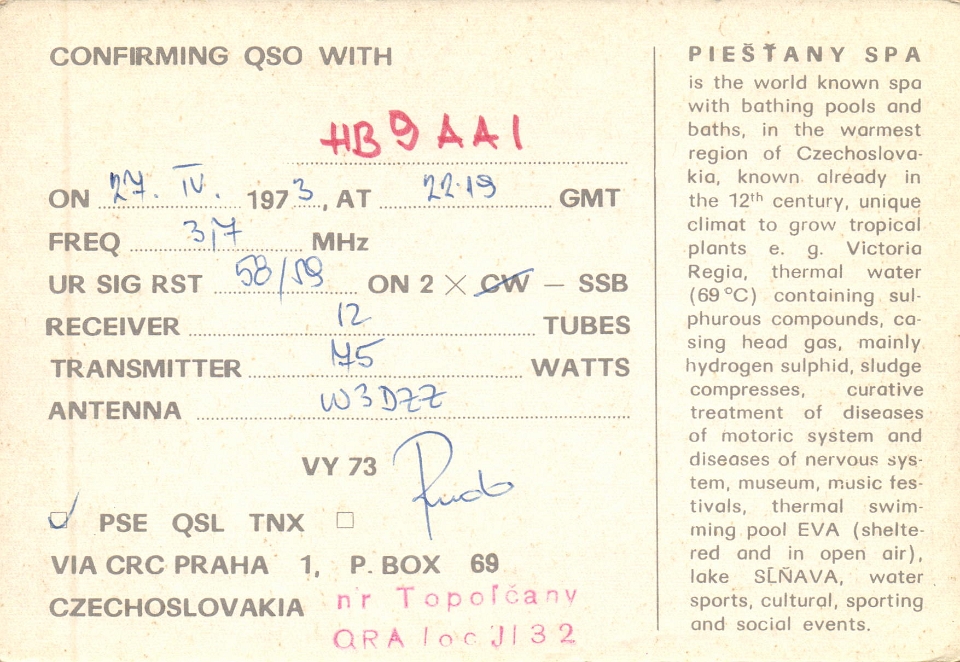 CONFIRMING QSO WITH
HB9AAI
ON 27. IV. 1973, AT 22.19 GMT
FREQ 3,7 MHz
UR SIG RST 58/59 ON 2 × CW — SSB
RECEIVER 12 TUBES
TRANSMITTER 75 WATTS
ANTENNA W3DZZ
VY 73 Rudo
PSE QSL TNX
VIA CRC PRAHA 1, P. BOX 69
CZECHOSLOVAKIA nr Topoľčany
QRA loc JI32
PIEŠŤANY SPA
is the world known spa
with bathing pools and
baths, in the warmest
region of Czechoslova-
kia, known already in
the 12th century, unique
climat to grow tropical
plants e. g. Victoria
Regia, thermal water
(69 °C) containing sul-
phurous compounds, ca-
sing head gas, mainly
hydrogen sulphid, sludge
compresses, curative
treatment of diseases
of motoric system and
diseases of nervous sys-
tem, museum, music fes-
tivals, thermal swim-
ming pool EVA (shelte-
red and in open air),
lake SĹŇAVA, water
sports, cultural, sporting
and social events.